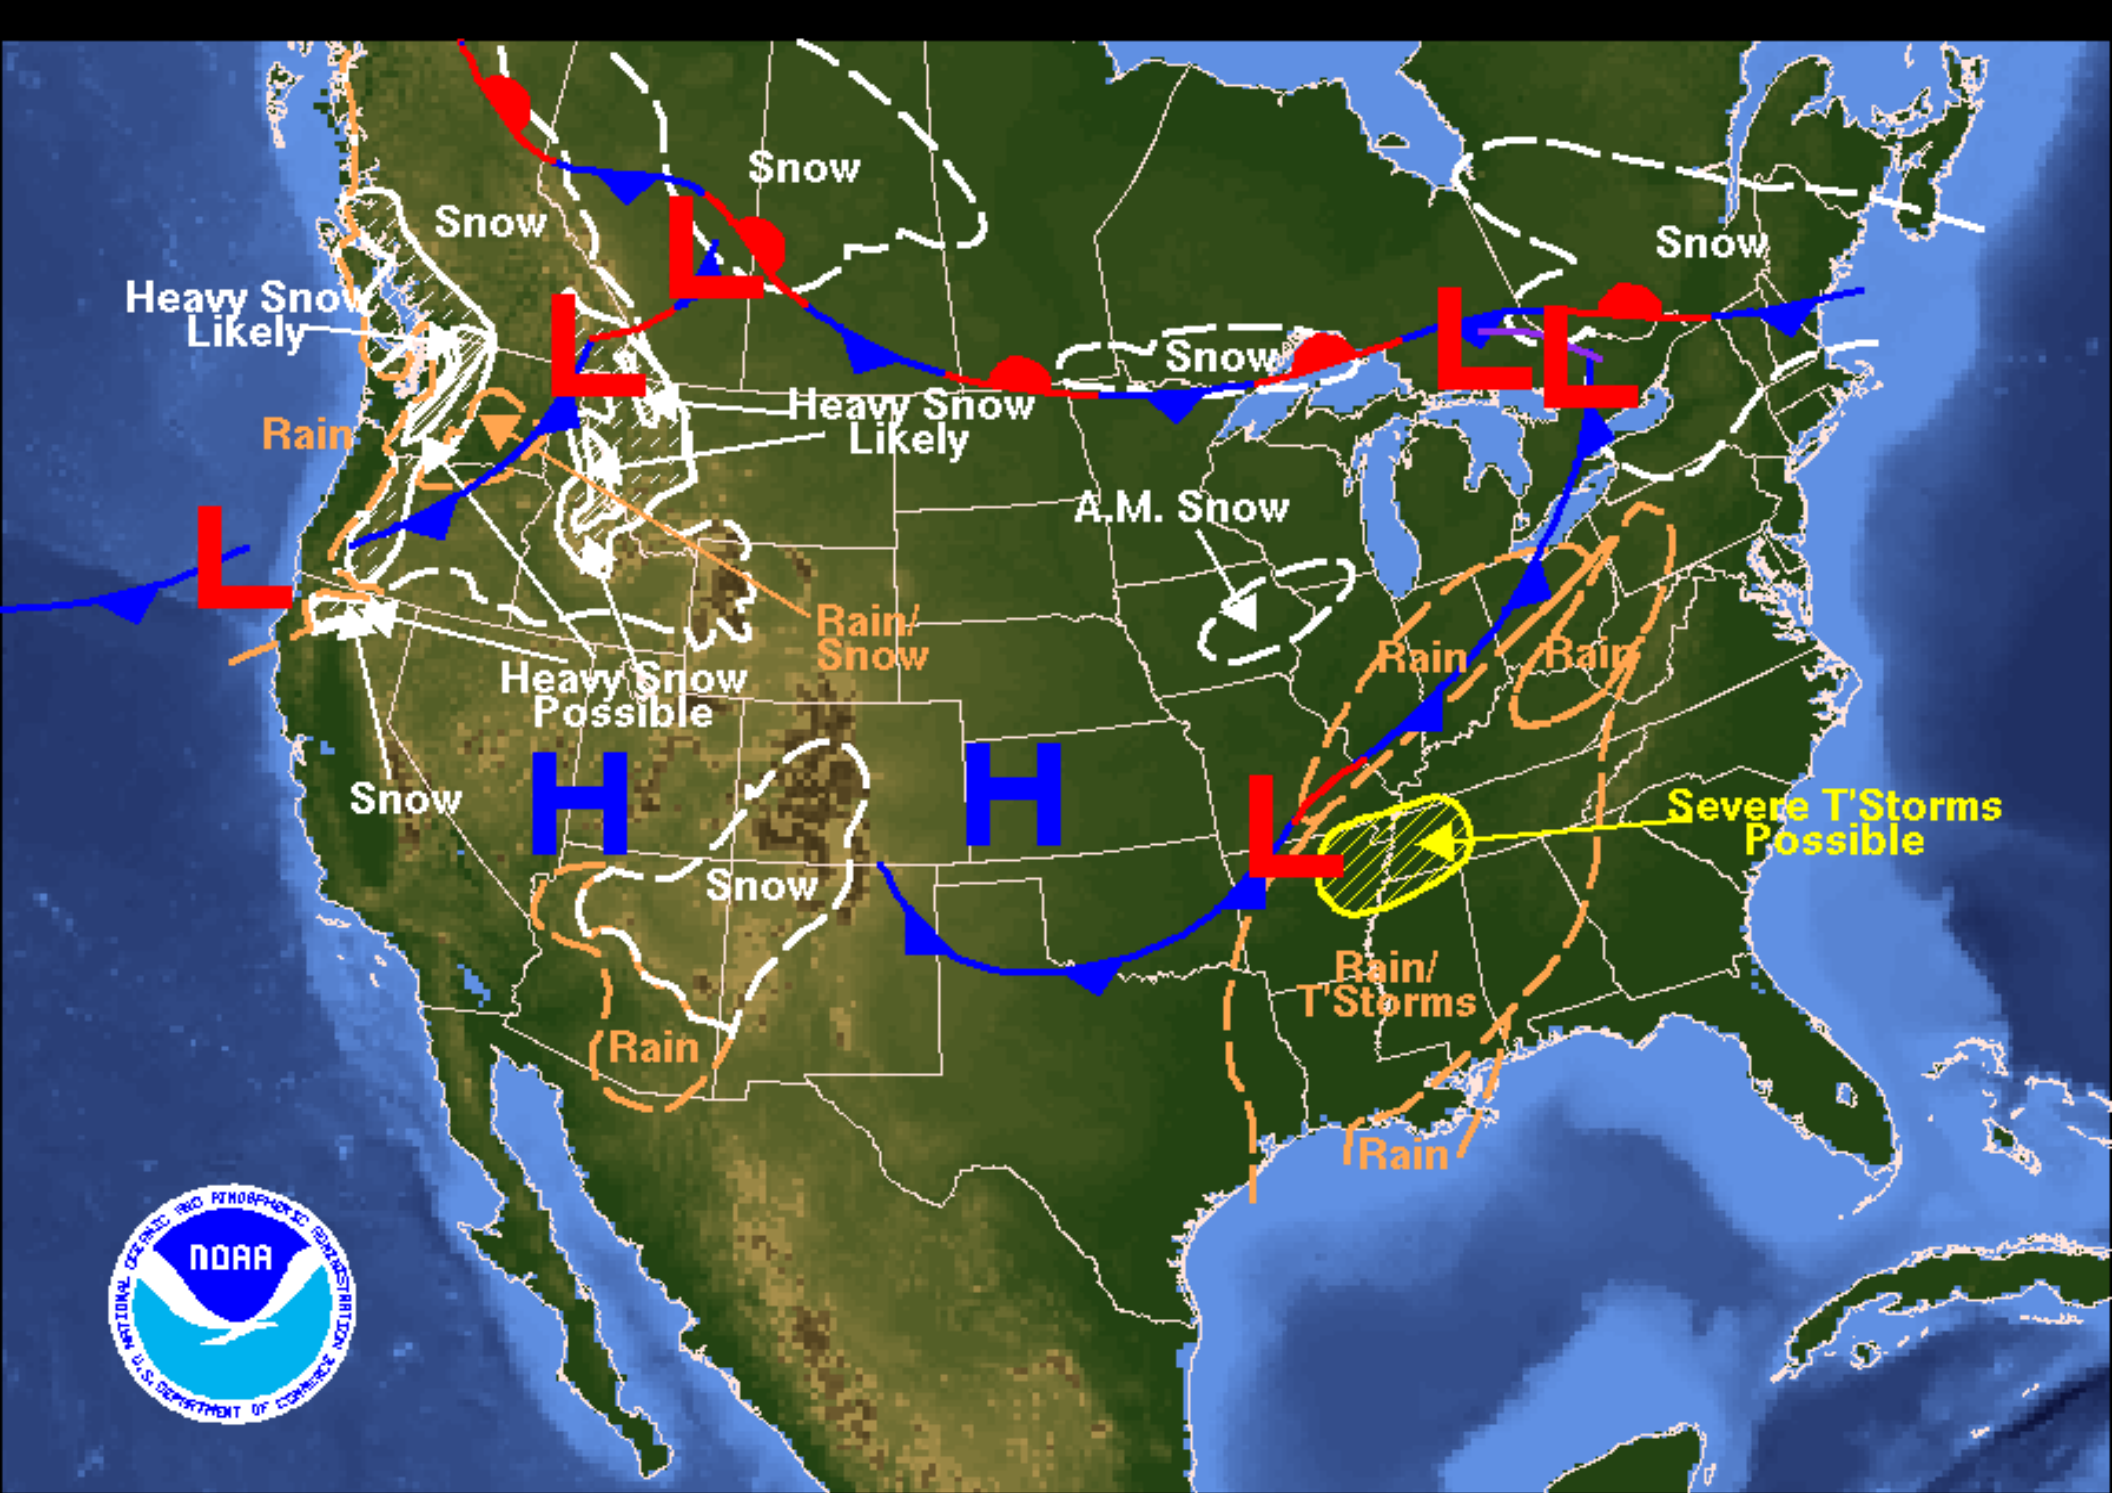 Snow
Snow
Snow
Heavy Snow
Likely
Snow
Heavy Snow
Likely
Rain
A.M. Snow
Rain/
Snow
Rain
Rain
Heavy Snow
Possible
Snow
H
H
Severe T'Storms
Possible
Snow
Rain/
T'Storms
Rain
Rain
L
L
L
L
L
L
NOAA
NATIONAL OCEANIC AND ATMOSPHERIC ADMINISTRATION
U.S. DEPARTMENT OF COMMERCE